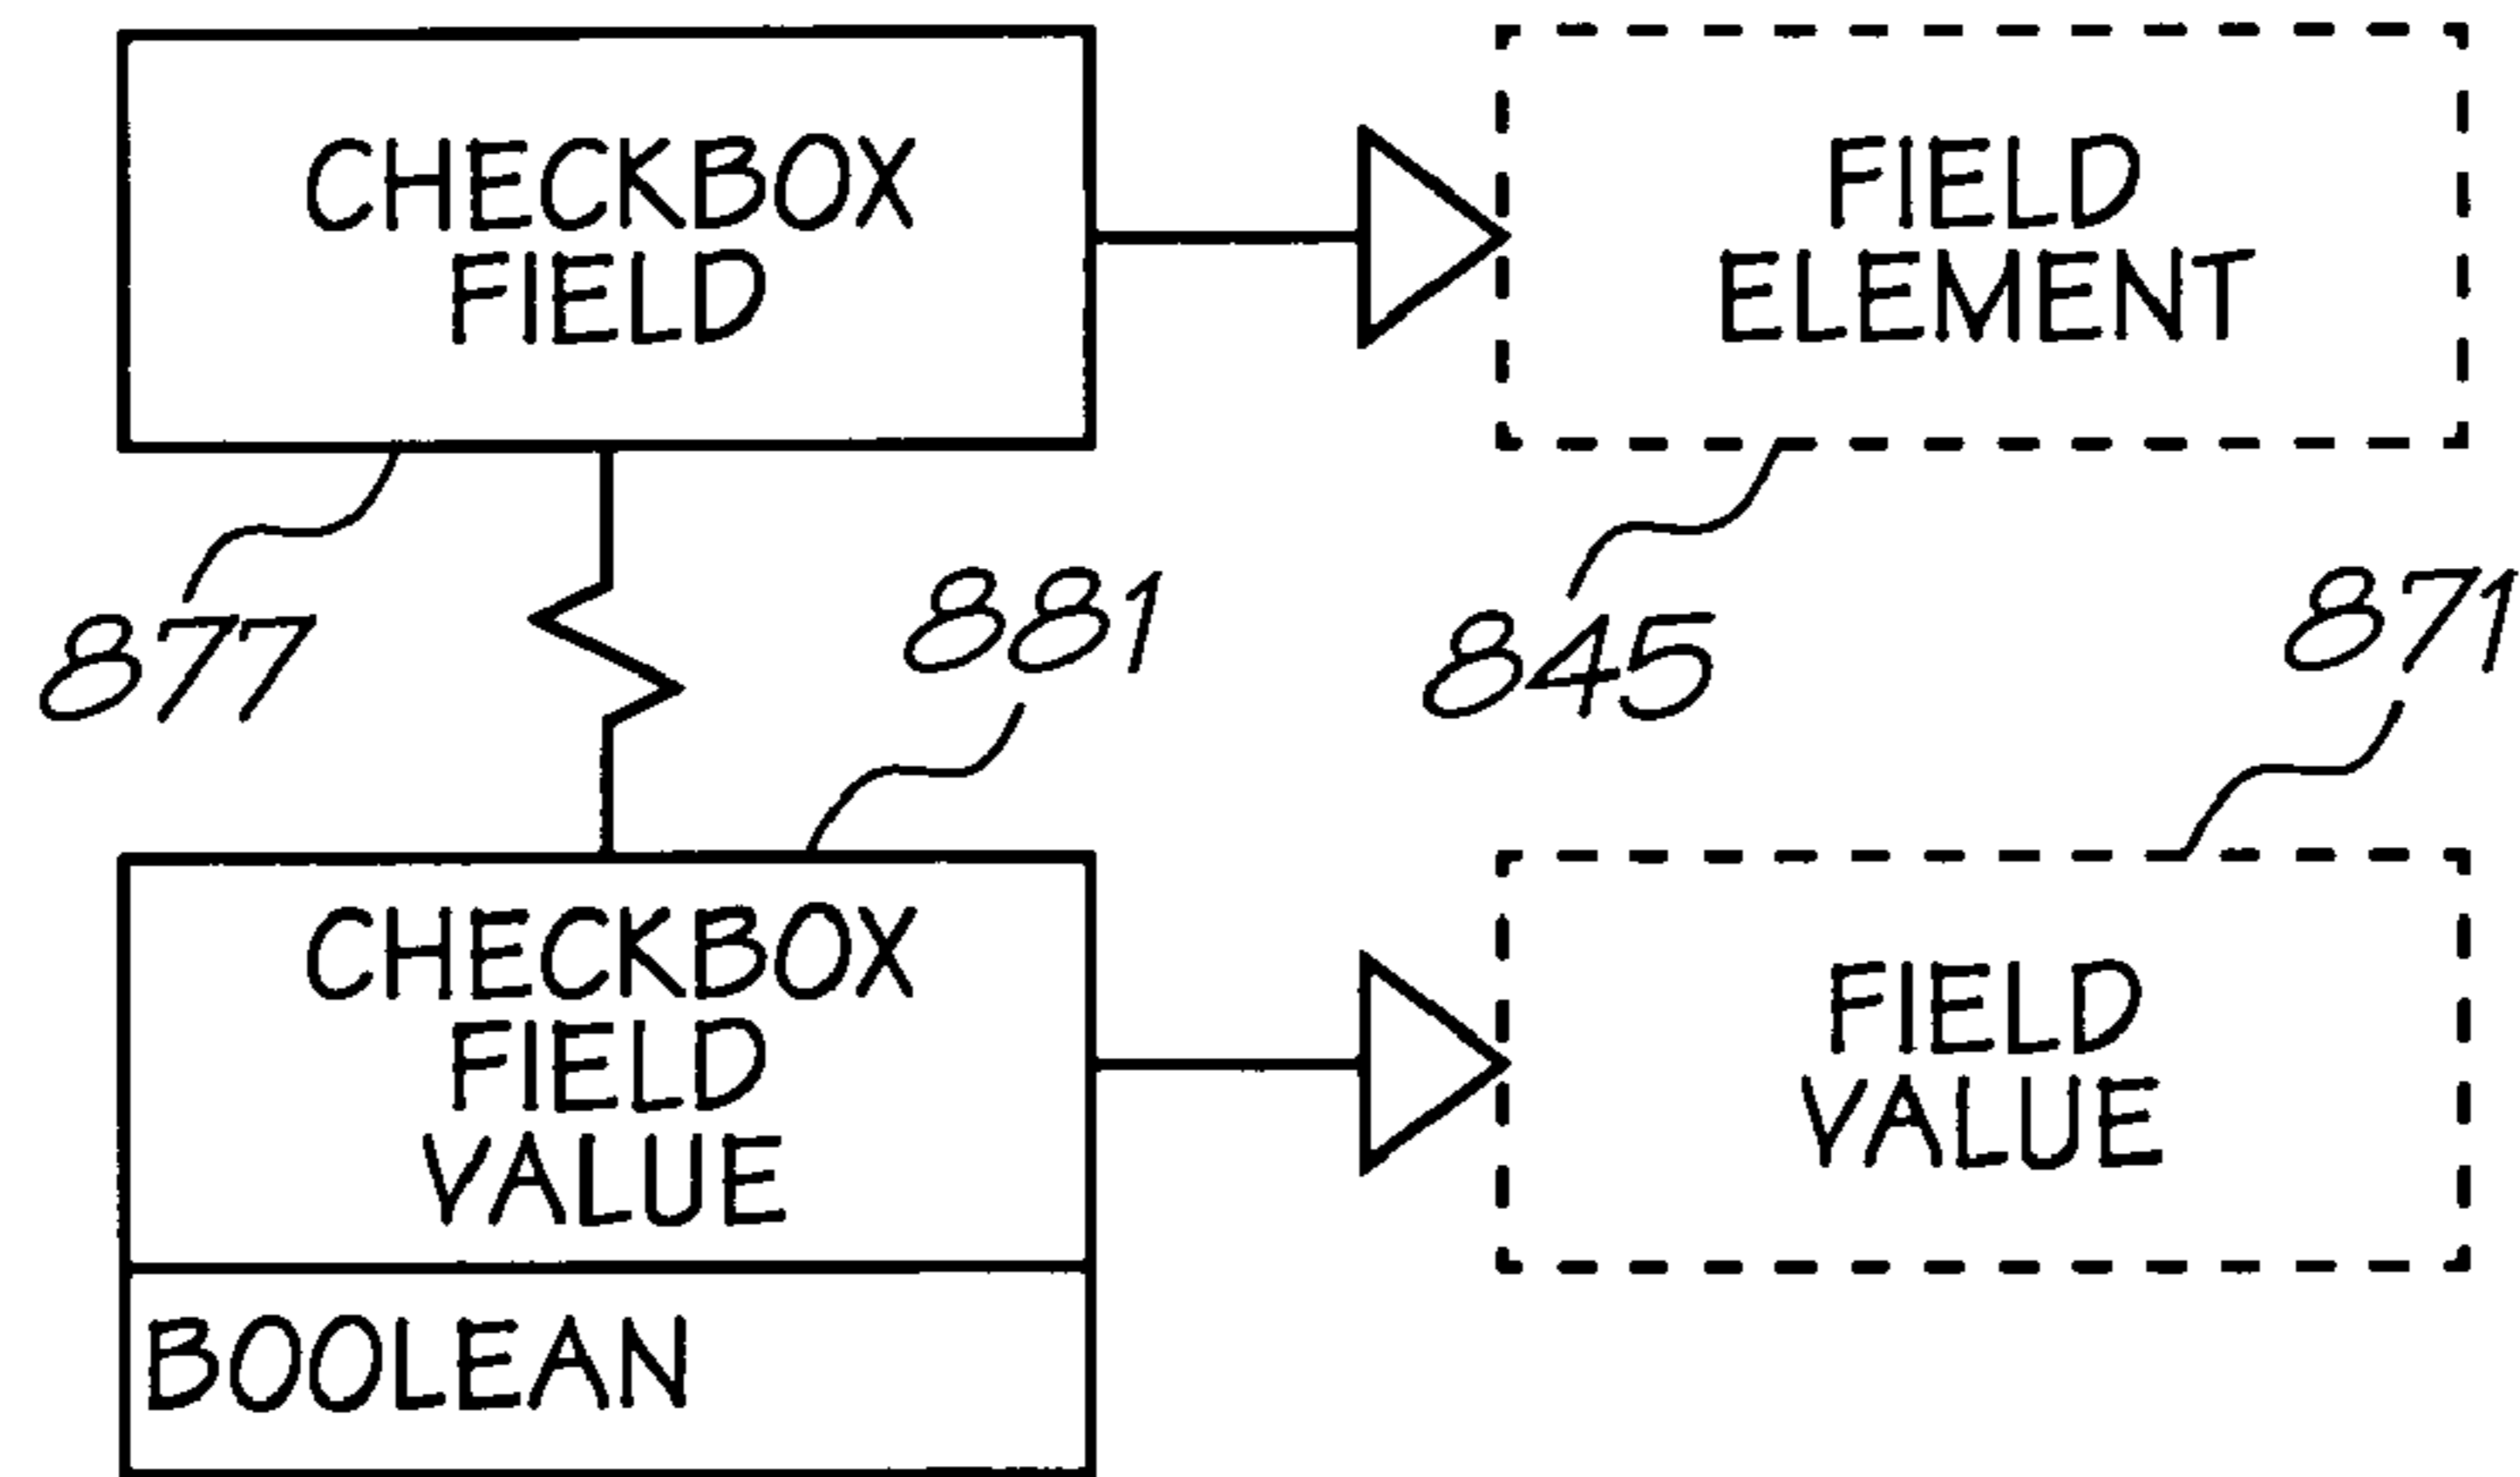 CHECKBOX
FIELD
FIELD
ELEMENT
877
881
845
871
CHECKBOX
FIELD
VALUE
BOOLEAN
FIELD
VALUE